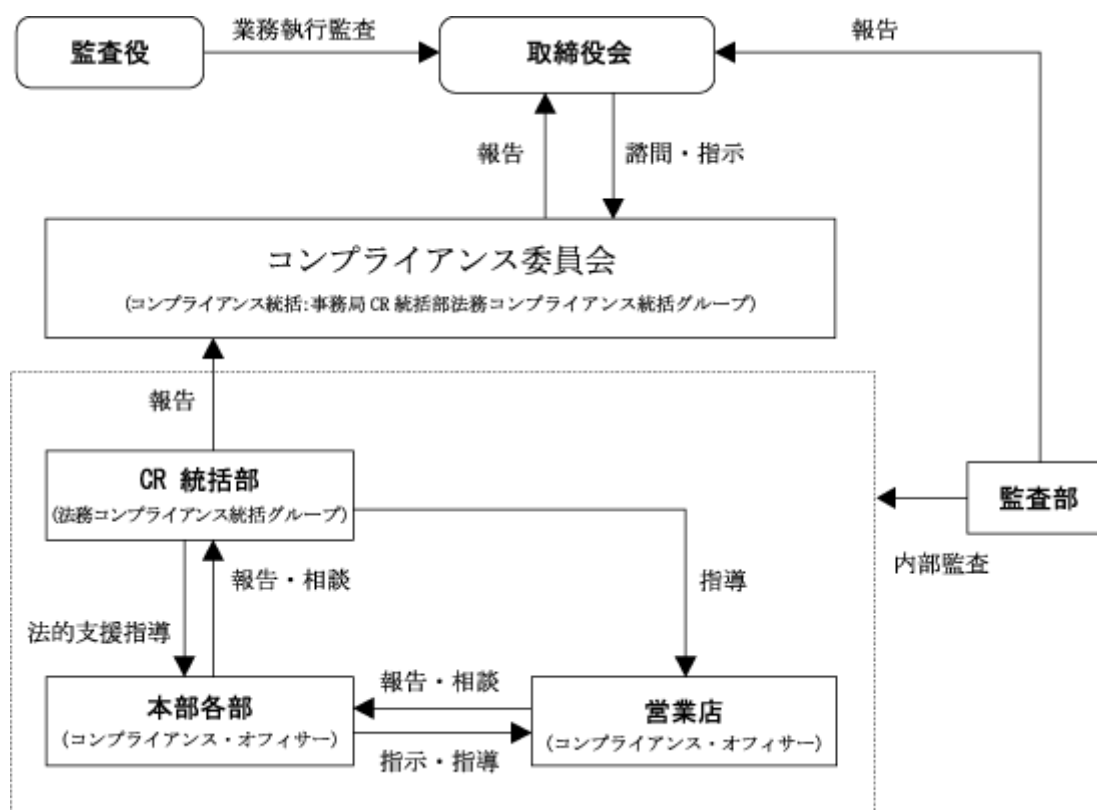 監査役
業務執行監査
取締役会
報告
報告
諮問・指示
コンプライアンス委員会
(コンプライアンス統括:事務局CR統括部法務コンプライアンス統括グループ)
報告
CR 統括部
(法務コンプライアンス統括グループ)
監査部
内部監査
報告・相談
指導
法的支援指導
本部各部
(コンプライアンス・オフィサー)
報告・相談
指示・指導
営業店
(コンプライアンス・オフィサー)